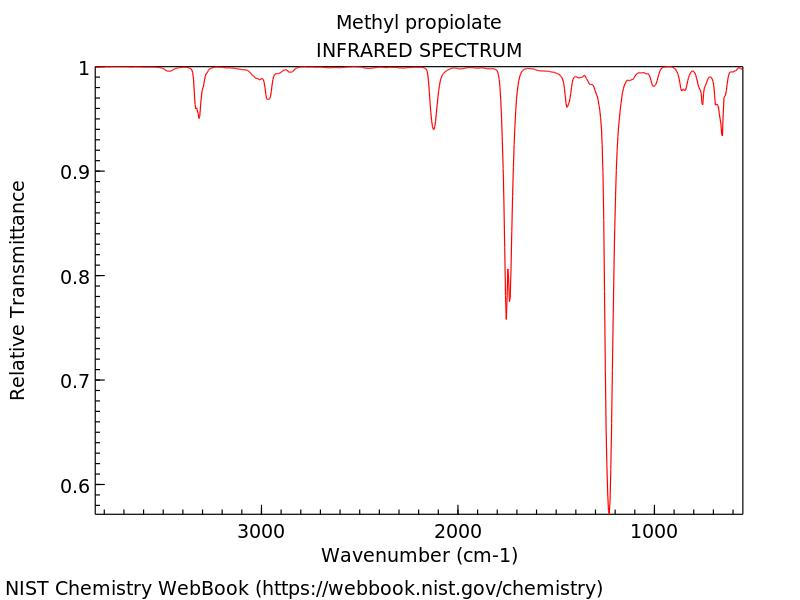 Methyl propiolate
INFRARED SPECTRUM
1
0.9
0.8
0.7
0.6
Relative Transmittance
3000 2000 1000
Wavenumber (cm-1)
NIST Chemistry WebBook (https://webbook.nist.gov/chemistry)